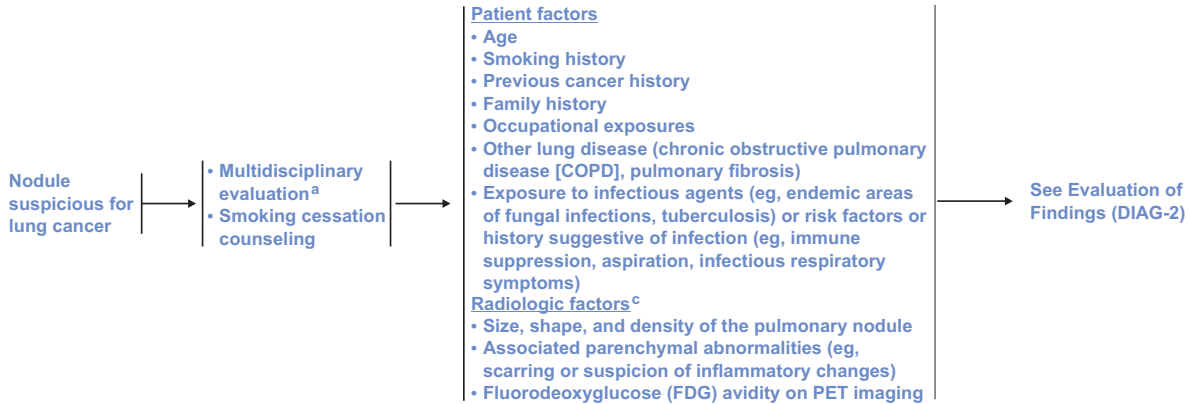 Nodule
suspicious for
lung cancer
• Multidisciplinary
evaluationᵃ
• Smoking cessation
counseling
Patient factors
• Age
• Smoking history
• Previous cancer history
• Family history
• Occupational exposures
• Other lung disease (chronic obstructive pulmonary
disease [COPD], pulmonary fibrosis)
• Exposure to infectious agents (eg, endemic areas
of fungal infections, tuberculosis) or risk factors or
history suggestive of infection (eg, immune
suppression, aspiration, infectious respiratory
symptoms)
Radiologic factorsᶜ
• Size, shape, and density of the pulmonary nodule
• Associated parenchymal abnormalities (eg,
scarring or suspicion of inflammatory changes)
• Fluorodeoxyglucose (FDG) avidity on PET imaging
See Evaluation of
Findings (DIAG-2)